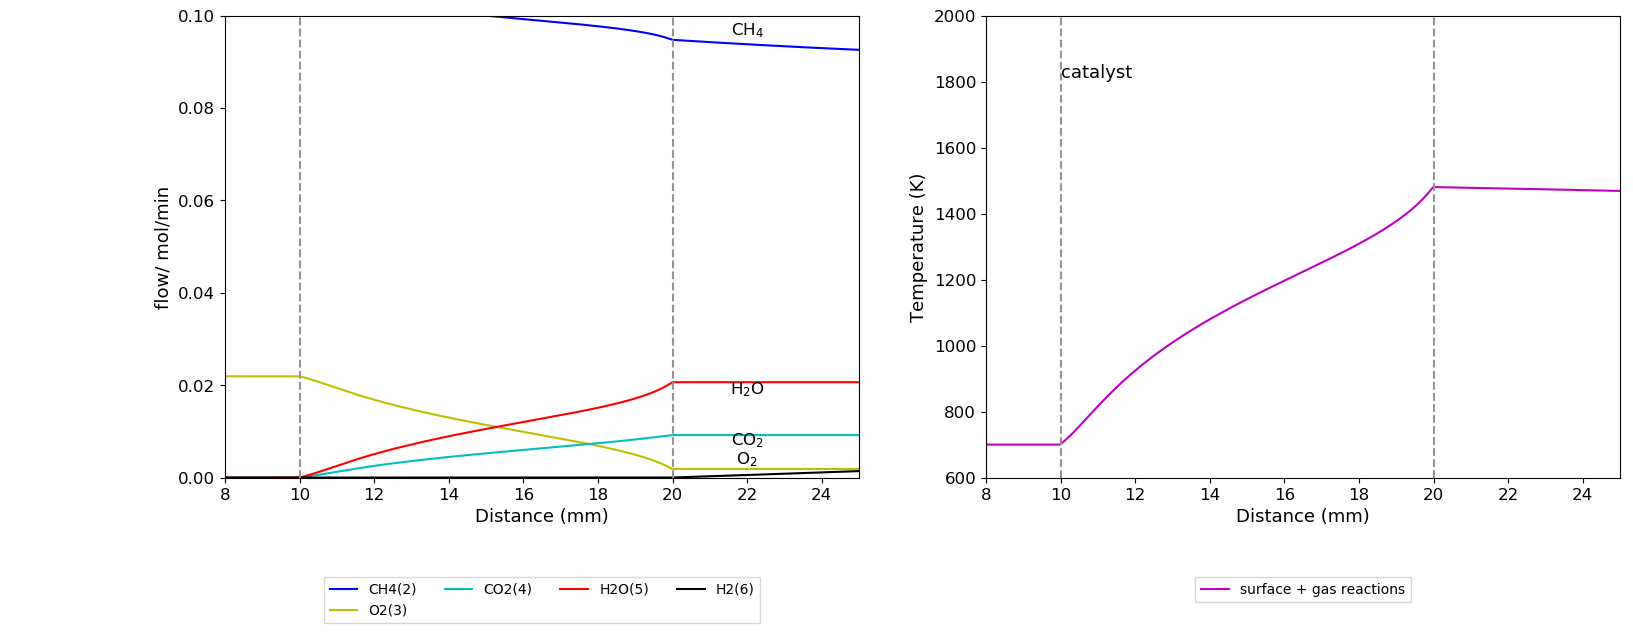 0.10
0.08
0.06
0.04
0.02
0.00
flow/ mol/min
CH₄
H₂O
CO₂
O₂
8 10 12 14 16 18 20 22 24
Distance (mm)
CH4(2) CO2(4) H2O(5) H2(6)
O2(3)
2000
1800
1600
1400
1200
1000
800
600
Temperature (K)
catalyst
8 10 12 14 16 18 20 22 24
Distance (mm)
surface + gas reactions